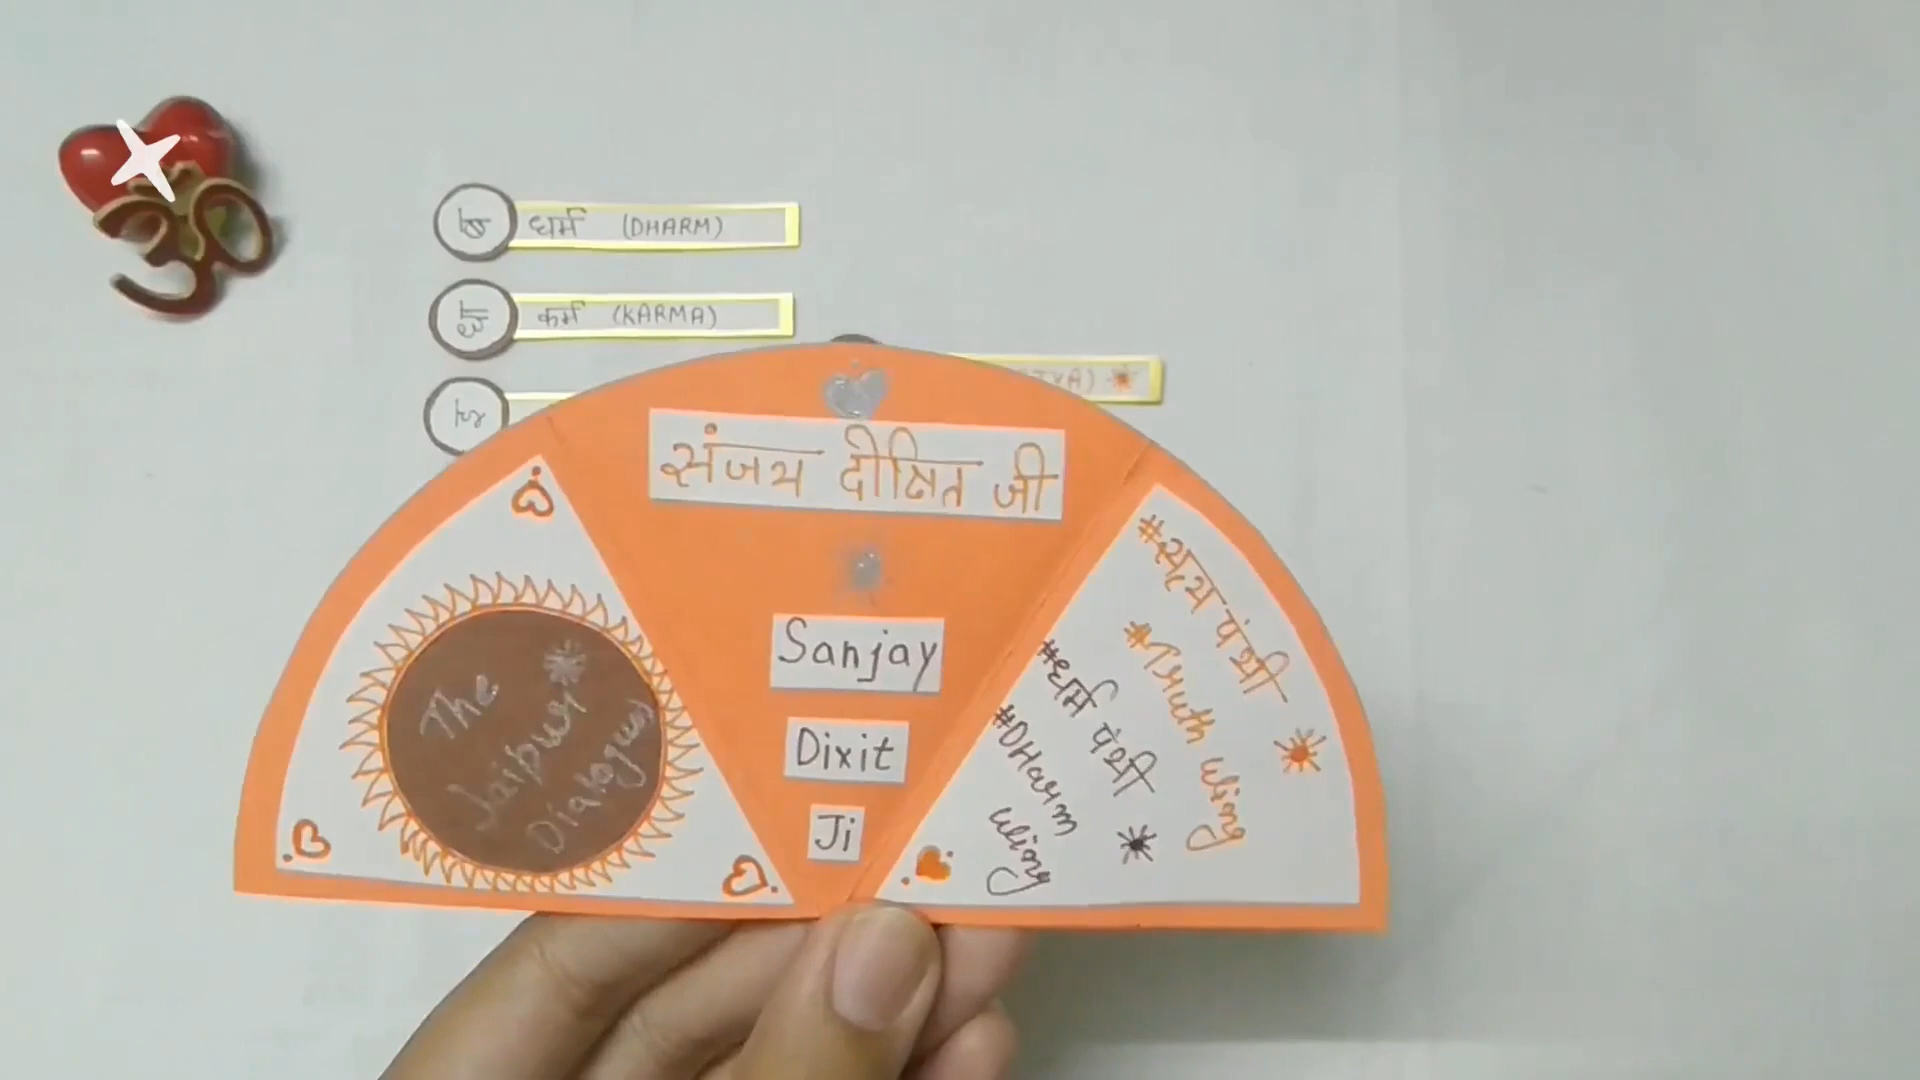 धर्म (DHARM)
कर्म (KARMA)
संजय दीक्षित जी
Sanjay
Dixit
Ji
The
Jaipur
Dialogues
#सत्य पंथी
#Truth Wing
#धर्म पंथी
#DHarm
Wing
ॐ